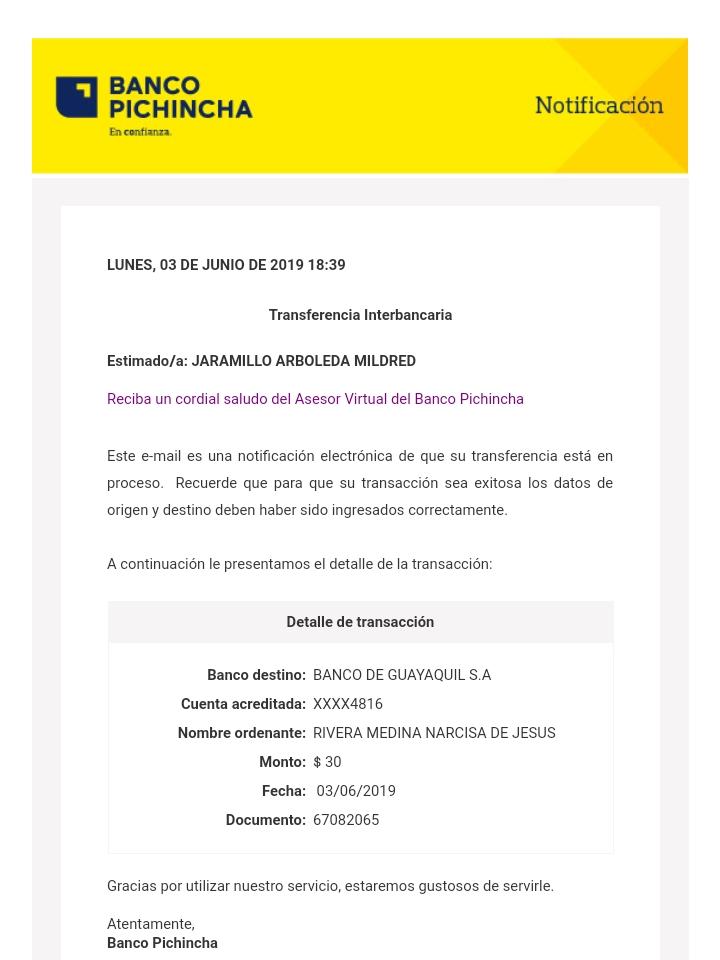 BANCO
PICHINCHA
En confianza.
Notificación
LUNES, 03 DE JUNIO DE 2019 18:39
Transferencia Interbancaria
Estimado/a: JARAMILLO ARBOLEDA MILDRED
Reciba un cordial saludo del Asesor Virtual del Banco Pichincha
Este e-mail es una notificación electrónica de que su transferencia está en
proceso. Recuerde que para que su transacción sea exitosa los datos de
origen y destino deben haber sido ingresados correctamente.
A continuación le presentamos el detalle de la transacción:
Detalle de transacción
Banco destino: BANCO DE GUAYAQUIL S.A
Cuenta acreditada: XXXX4816
Nombre ordenante: RIVERA MEDINA NARCISA DE JESUS
Monto: $ 30
Fecha: 03/06/2019
Documento: 67082065
Gracias por utilizar nuestro servicio, estaremos gustosos de servirle.
Atentamente,
Banco Pichincha